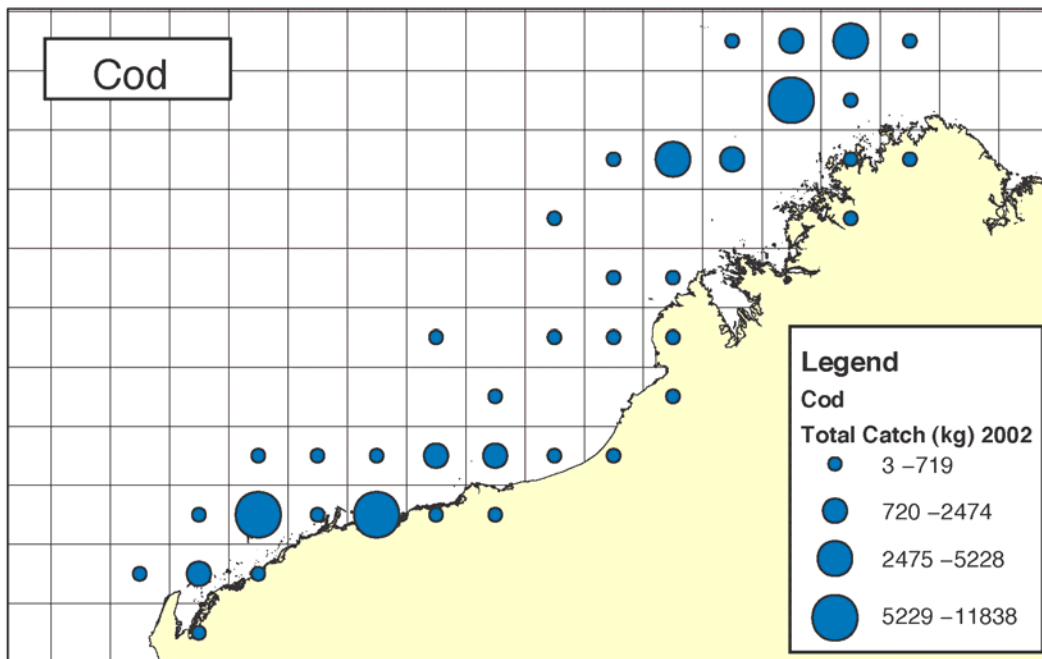 Cod
Legend
Cod
Total Catch (kg) 2002
3 –719
720 –2474
2475 –5228
5229 –11838